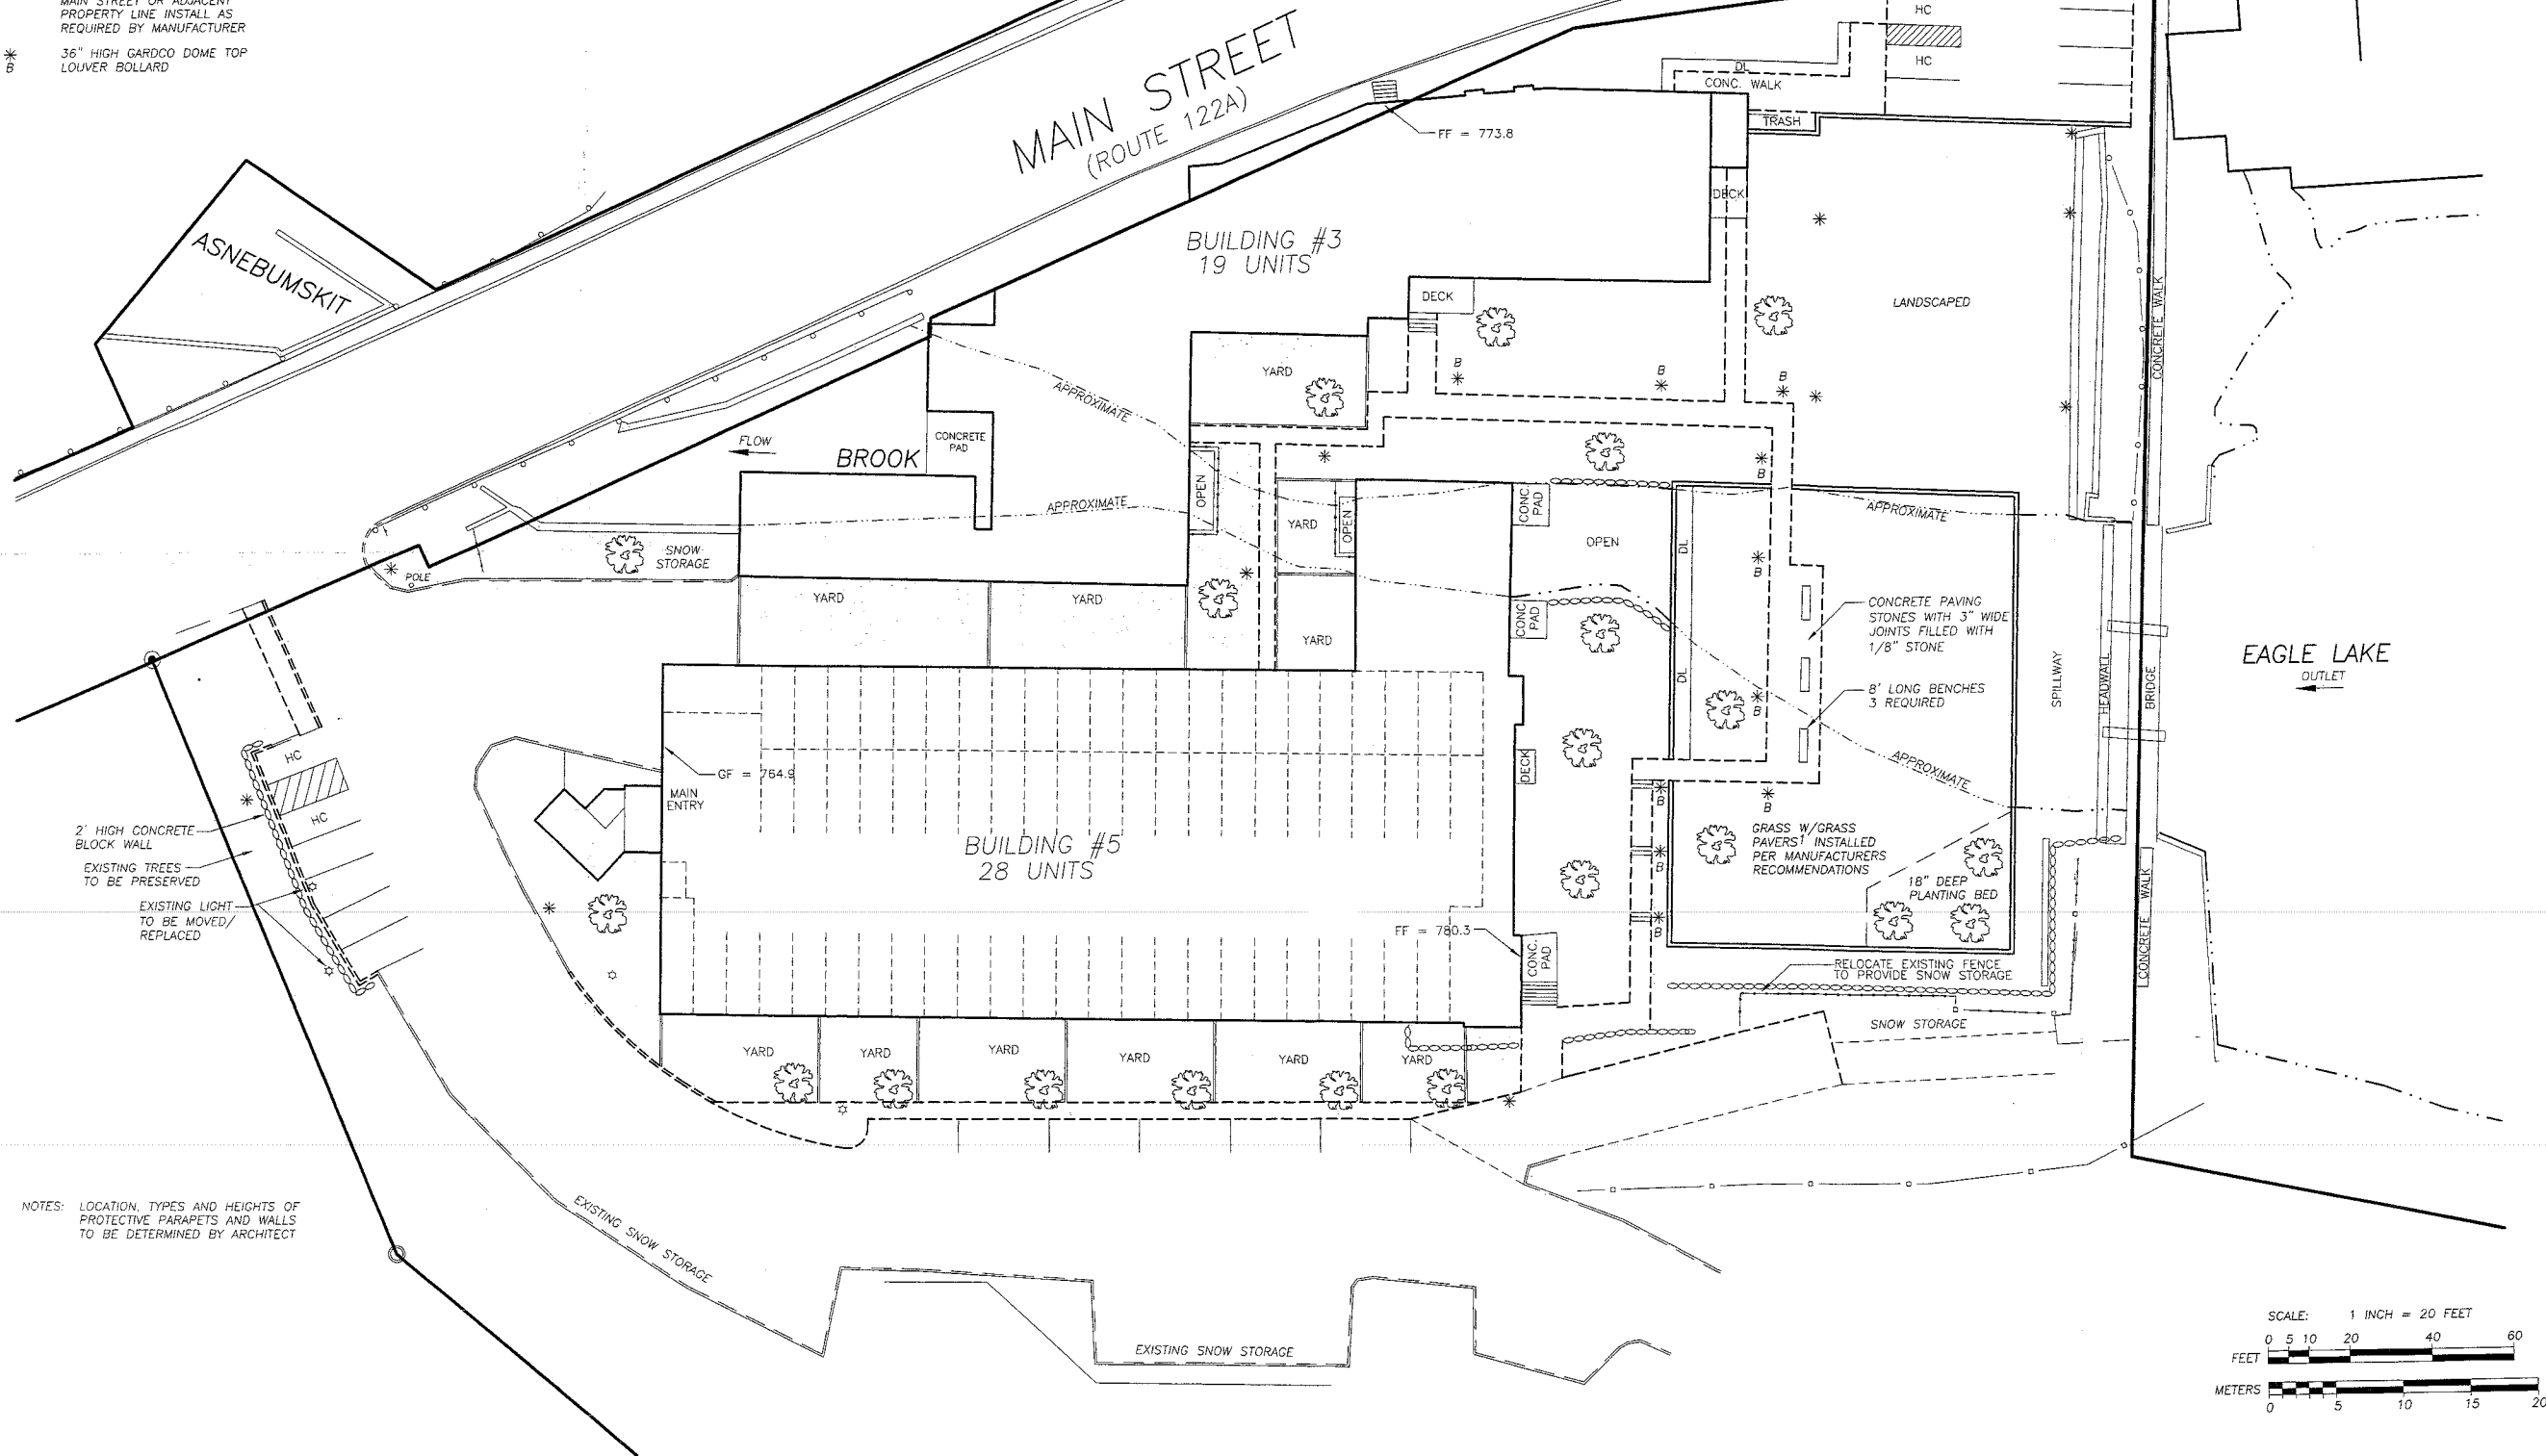 MAIN STREET OR ADJACENT
PROPERTY LINE INSTALL AS
REQUIRED BY MANUFACTURER
B
36" HIGH GARDCO DOME TOP
LOUVER BOLLARD
HC
HC
DL
CONC. WALK
TRASH
MAIN STREET
(ROUTE 122A)
FF = 773.8
DECK
ASNEBUMSKIT
BUILDING #3
19 UNITS
DECK
LANDSCAPED
CONCRETE WALK
YARD
B
B
B
APPROXIMATE
FLOW
BROOK
CONCRETE
PAD
B
OPEN
APPROXIMATE
YARD
OPEN
CONC.
PAD
OPEN
DL
APPROXIMATE
SNOW
STORAGE
POLE
B
YARD
YARD
YARD
CONC.
PAD
CONCRETE PAVING
STONES WITH 3" WIDE
JOINTS FILLED WITH
1/8" STONE
DL
8' LONG BENCHES
3 REQUIRED
B
SPILLWAY
HEADWALL
BRIDGE
EAGLE LAKE
OUTLET
HC
GF = 764.9
MAIN
ENTRY
DECK
APPROXIMATE
B
B
HC
2' HIGH CONCRETE
BLOCK WALL
EXISTING TREES
TO BE PRESERVED
EXISTING LIGHT
TO BE MOVED/
REPLACED
BUILDING #5
28 UNITS
B
GRASS W/GRASS
PAVERS INSTALLED
PER MANUFACTURERS
RECOMMENDATIONS
18" DEEP
PLANTING BED
FF = 780.3
B
CONC.
PAD
CONCRETE WALK
RELOCATE EXISTING FENCE
TO PROVIDE SNOW STORAGE
SNOW STORAGE
YARD
YARD
YARD
YARD
YARD
YARD
NOTES: LOCATION, TYPES AND HEIGHTS OF
PROTECTIVE PARAPETS AND WALLS
TO BE DETERMINED BY ARCHITECT
EXISTING SNOW STORAGE
EXISTING SNOW STORAGE
SCALE: 1 INCH = 20 FEET
0 5 10 20 40 60
FEET
METERS
0 5 10 15 20